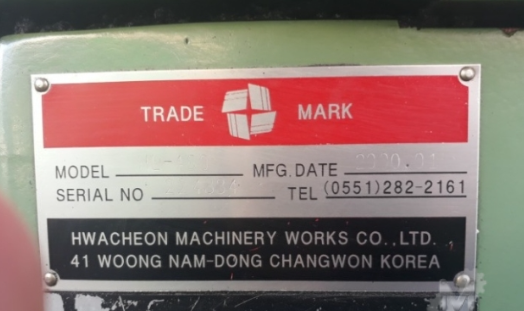 TRADE MARK
MODEL MFG. DATE
SERIAL NO TEL (0551)282-2161
HWACHEON MACHINERY WORKS CO.,LTD.
41 WOONG NAM-DONG CHANGWON KOREA